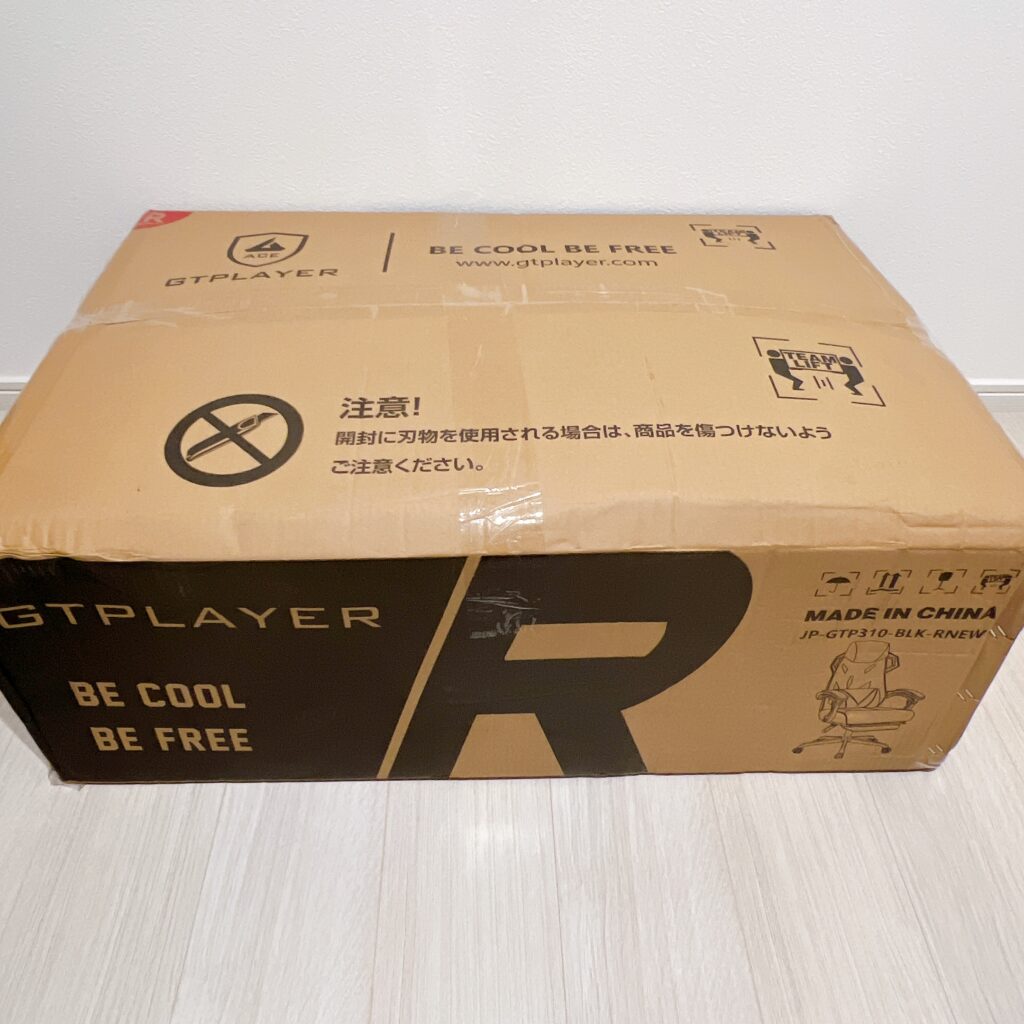 R
ACE
GTPLAYER
BE COOL BE FREE
www.gtplayer.com
TEAM
LIFT
注意!
開封に刃物を使用される場合は、商品を傷つけないよう
ご注意ください。
GTPLAYER
BE COOL
BE FREE
R
MADE IN CHINA
JP-GTP310-BLK-RNEW